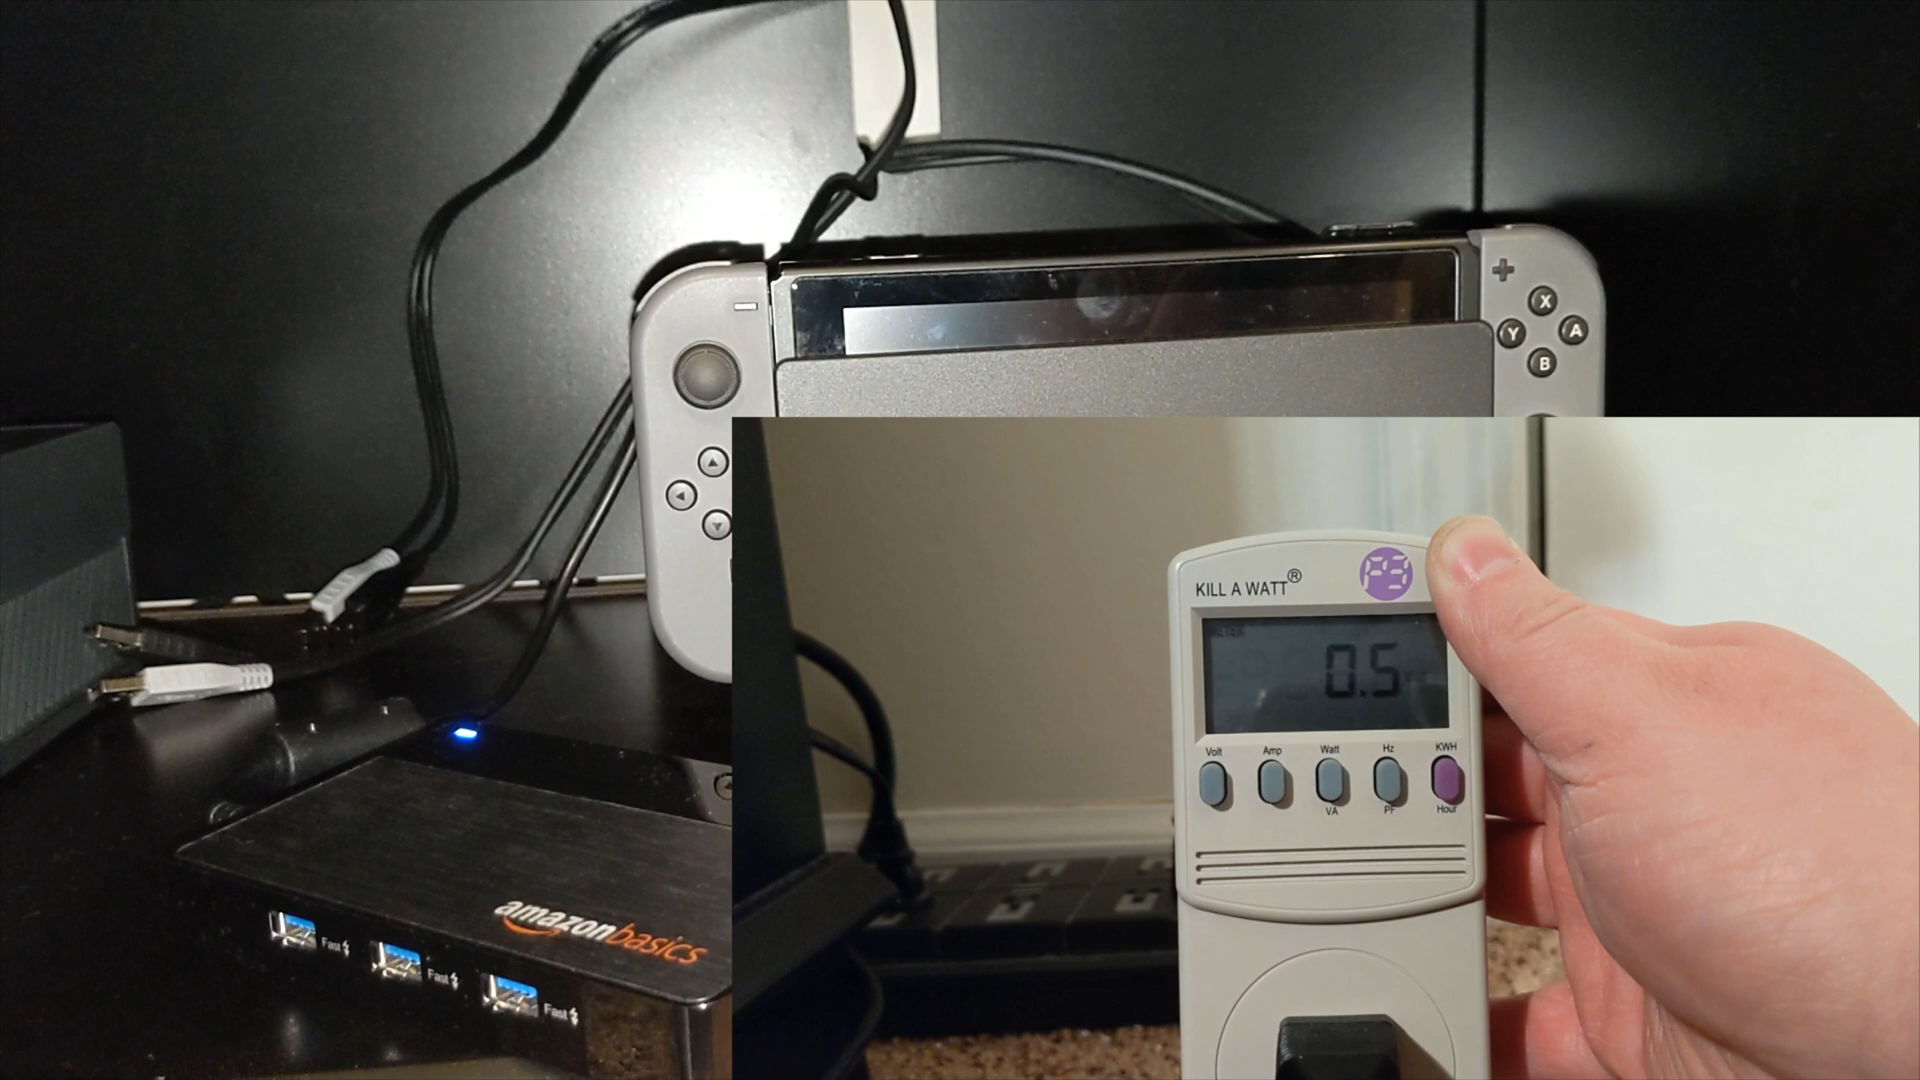 X
Y
A
B
KILL A WATT®
P3
0.5
Volt
Amp
Watt
Hz
KWH
VA
PF
Hour
amazonbasics
Fast
Fast
Fast